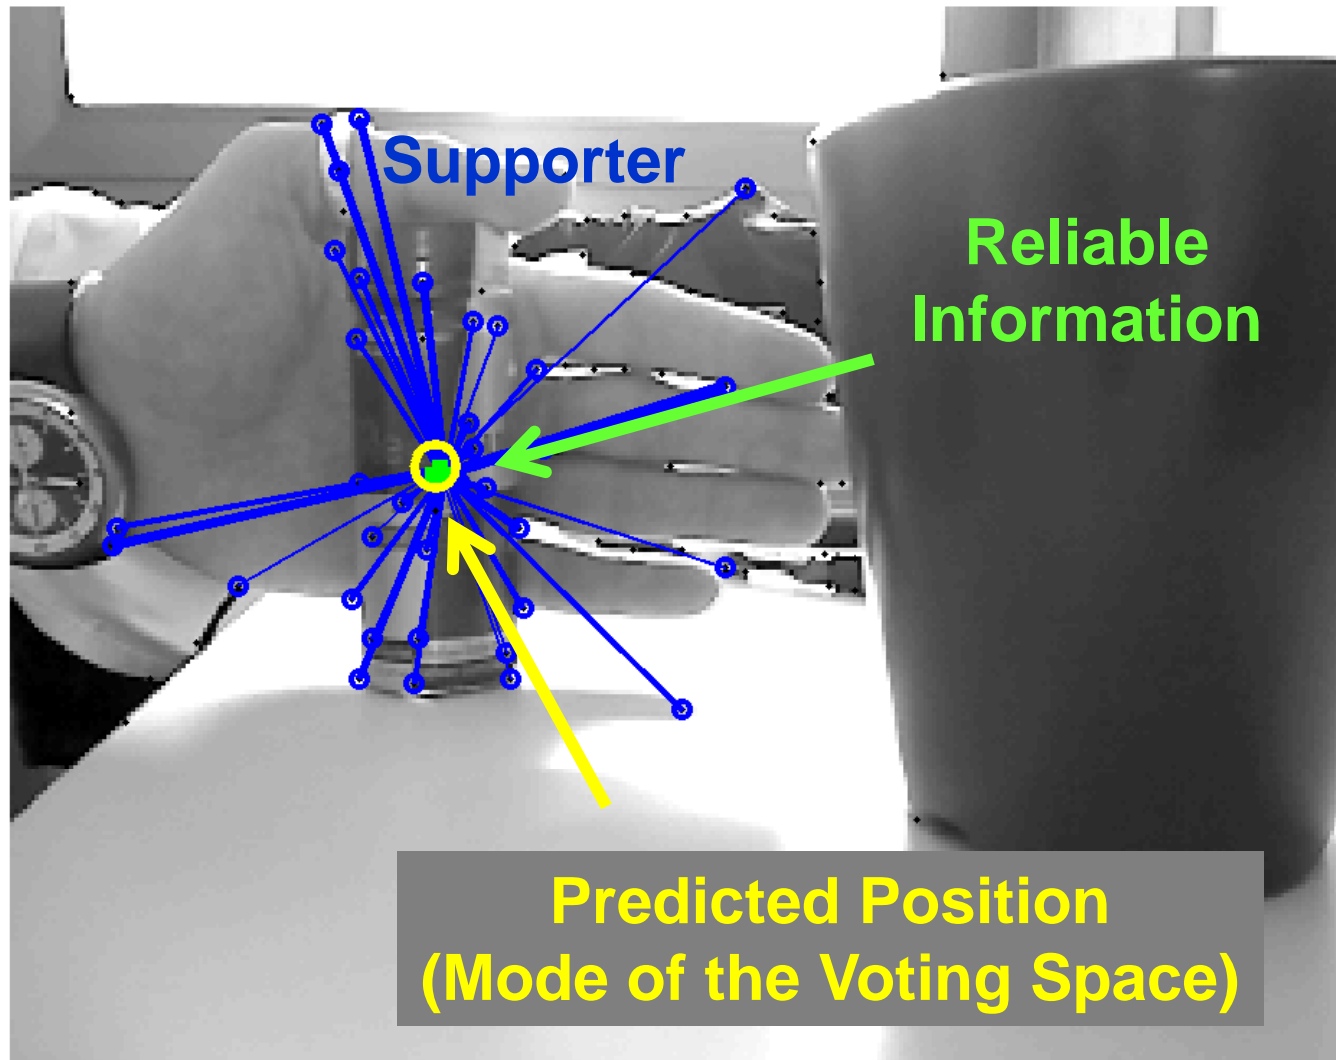 Supporter
Reliable
Information
Predicted Position
(Mode of the Voting Space)